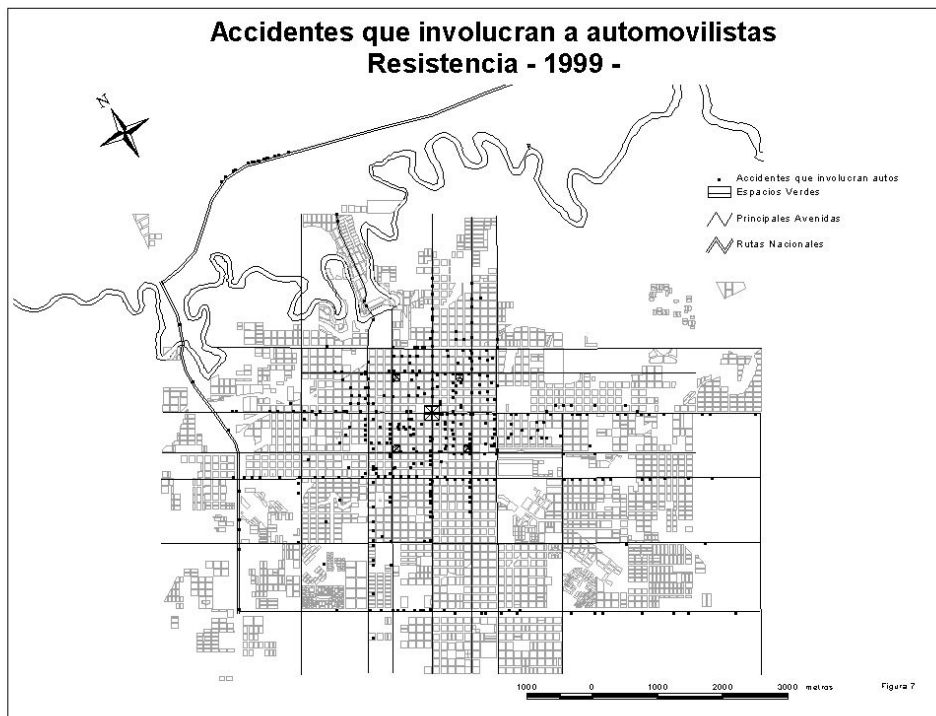 Accidentes que involucran a automovilistas
Resistencia - 1999 -
N
Accidentes que involucran autos
Espacios Verdes
Principales Avenidas
Rutas Nacionales
1000 0 1000 2000 3000 metros
Figura 7